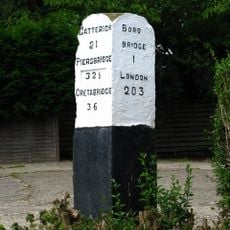 CATTERICK
21
PIERSBRIDGE
32½
GRETABRIDGE
36
BORO
BRIDGE
1
LONDON
203